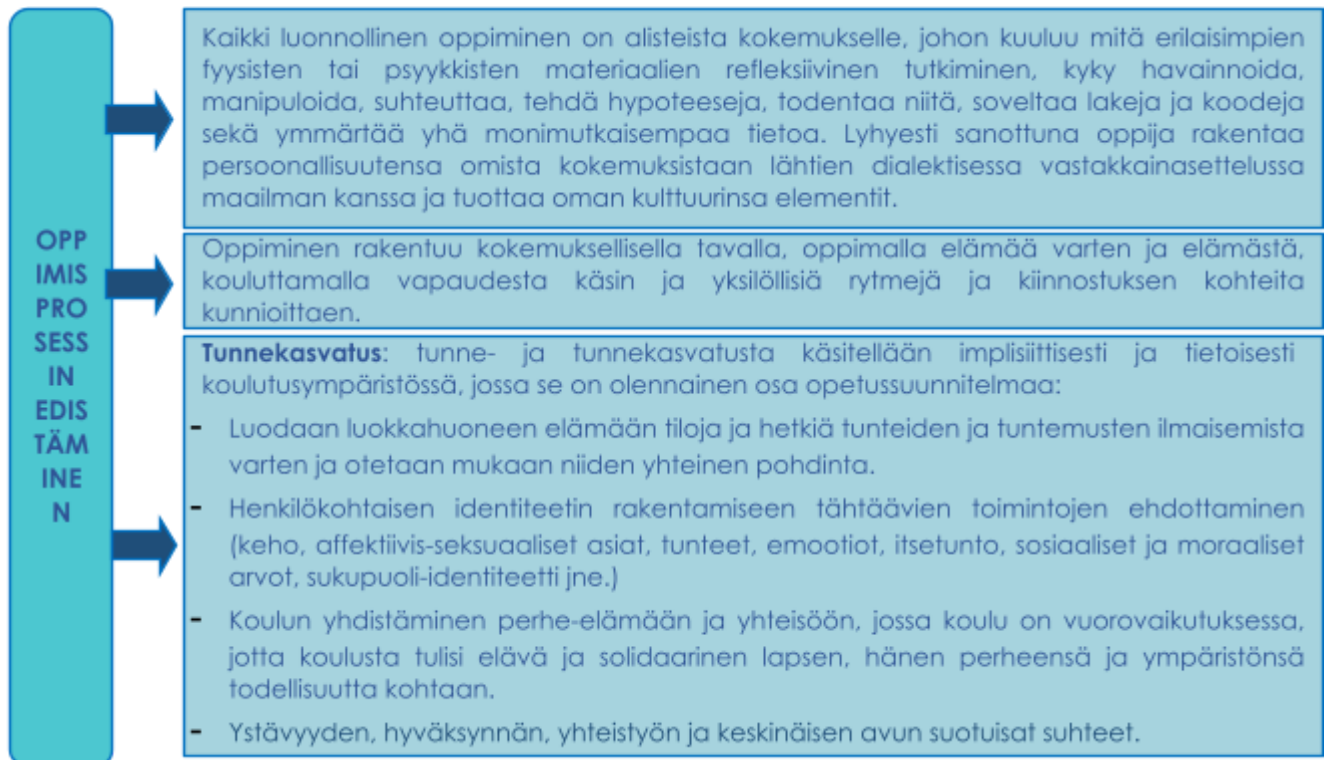 OPP
IMIS
PRO
SESS
IN
EDIS
TÄM
INE
N
Kaikki luonnollinen oppiminen on alisteista kokemukselle, johon kuuluu mitä erilaisimpien
fyysisten tai psyykkisten materiaalien refleksiivinen tutkiminen, kyky havainnoida,
manipuloida, suhteuttaa, tehdä hypoteeseja, todentaa niitä, soveltaa lakeja ja koodeja
sekä ymmärtää yhä monimutkaisempaa tietoa. Lyhyesti sanottuna oppija rakentaa
persoonallisuutensa omista kokemuksistaan lähtien dialektisessa vastakkainasettelussa
maailman kanssa ja tuottaa oman kulttuurinsa elementit.
Oppiminen rakentuu kokemuksellisella tavalla, oppimalla elämää varten ja elämästä,
kouluttamalla vapaudesta käsin ja yksilöllisiä rytmejä ja kiinnostuksen kohteita
kunnioittaen.
Tunnekasvatus: tunne- ja tunnekasvatusta käsitellään implisiittisesti ja tietoisesti
koulutusympäristössä, jossa se on olennainen osa opetussuunnitelmaa:
- Luodaan luokkahuoneen elämään tiloja ja hetkiä tunteiden ja tuntemusten ilmaisemista
varten ja otetaan mukaan niiden yhteinen pohdinta.
- Henkilökohtaisen identiteetin rakentamiseen tähtäävien toimintojen ehdottaminen
(keho, affektiivis-seksuaaliset asiat, tunteet, emootiot, itsetunto, sosiaaliset ja moraaliset
arvot, sukupuoli-identiteetti jne.)
- Koulun yhdistäminen perhe-elämään ja yhteisöön, jossa koulu on vuorovaikutuksessa,
jotta koulusta tulisi elävä ja solidaarinen lapsen, hänen perheensä ja ympäristönsä
todellisuutta kohtaan.
- Ystävyyden, hyväksynnän, yhteistyön ja keskinäisen avun suotuisat suhteet.